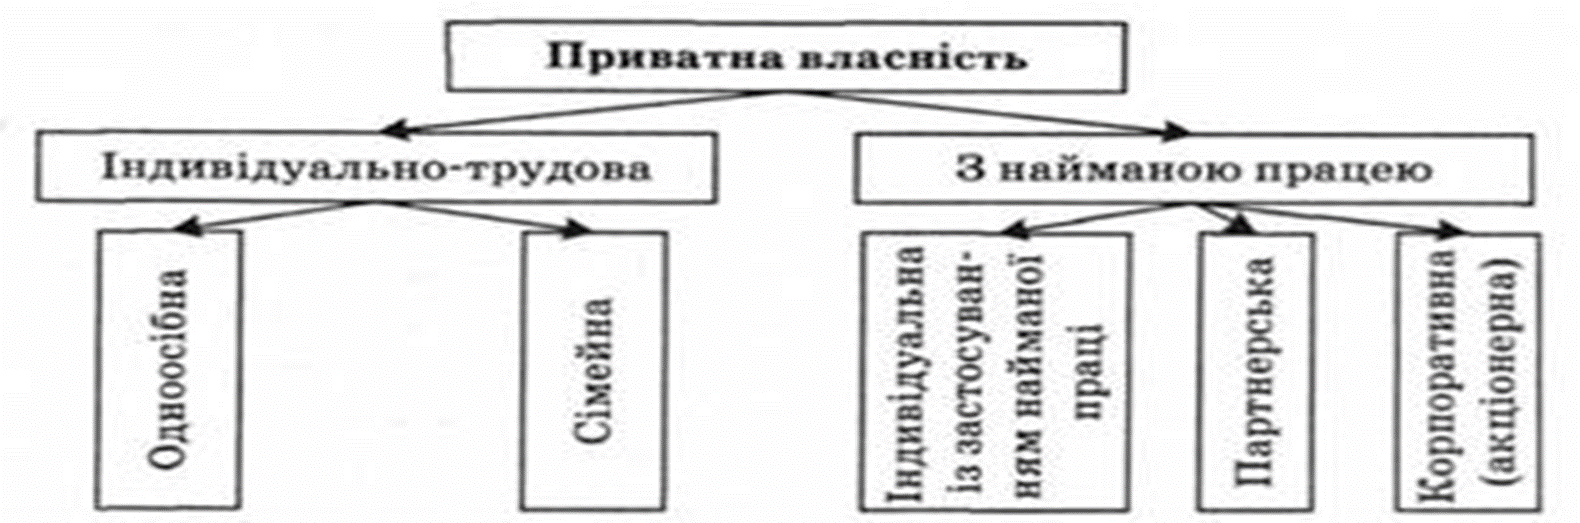 Приватна власність
Індивідуально-трудова
З найманою працею
Одноосібна
Сімейна
Індивідуальна
із застосуван-
ням найманої
праці
Партнерська
Корпоративна
(акціонерна)